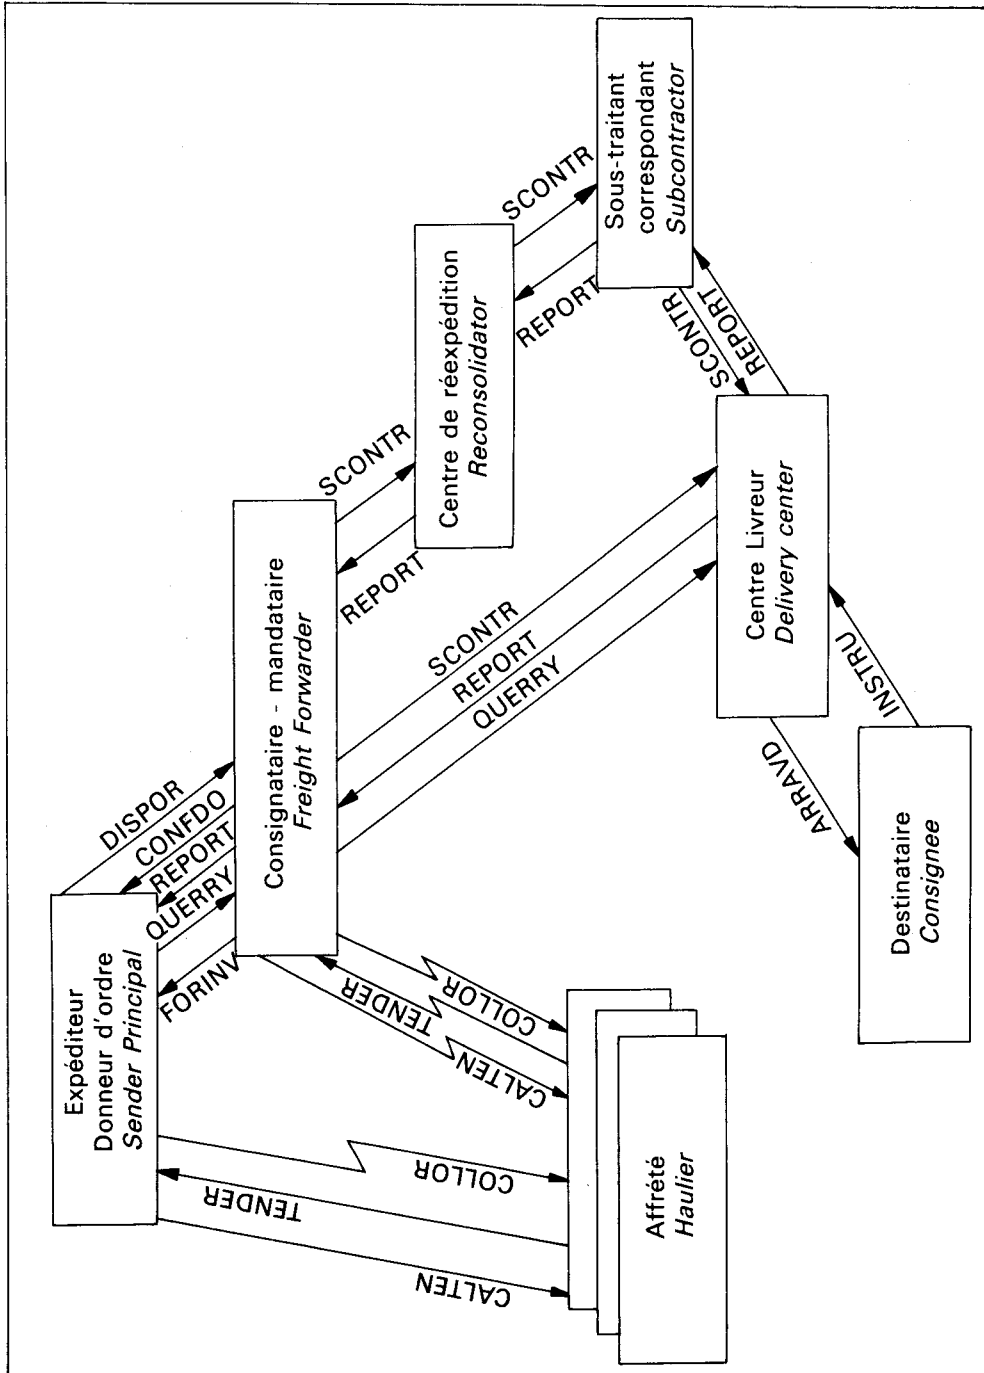 Expéditeur
Donneur d'ordre
Sender Principal
DISPOR
CONFDO
REPORT
QUERRY
FORINV
Consignataire - mandataire
Freight Forwarder
SCONTR
REPORT
Centre de réexpédition
Reconsolidator
SCONTR
REPORT
Sous-traitant
correspondant
Subcontractor
SCONTR
REPORT
SCONTR
REPORT
QUERRY
Centre Livreur
Delivery center
ARRAVD
INSTRU
Destinataire
Consignee
COLLOR
TENDER
CALTEN
COLLOR
TENDER
CALTEN
Affrété
Haulier